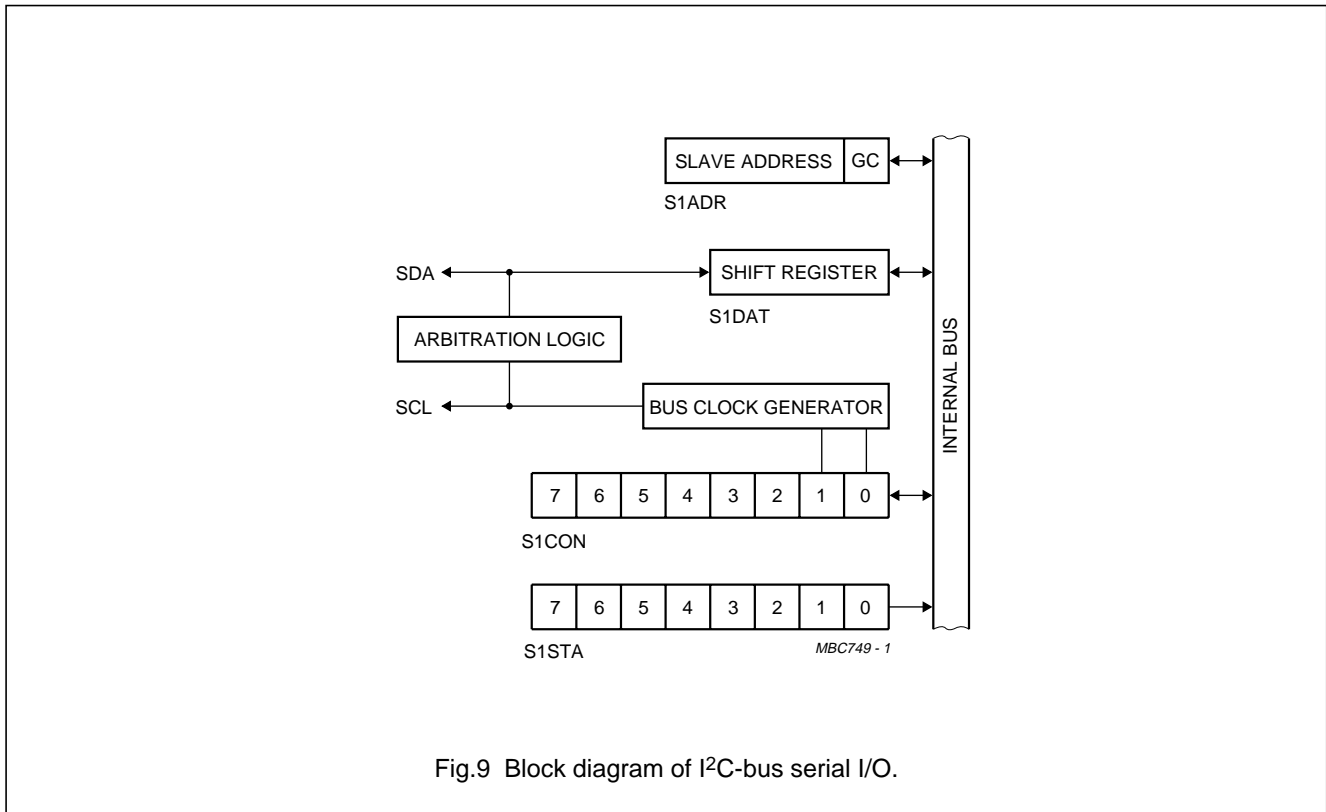 SLAVE ADDRESS GC
S1ADR
SDA
SHIFT REGISTER
S1DAT
ARBITRATION LOGIC
SCL
BUS CLOCK GENERATOR
INTERNAL BUS
7 6 5 4 3 2 1 0
S1CON
7 6 5 4 3 2 1 0
S1STA
MBC749 - 1
Fig.9 Block diagram of I²C-bus serial I/O.